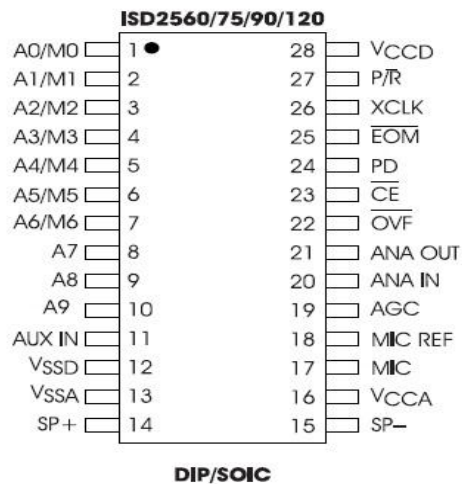 ISD2560/75/90/120
A0/M0 1 28 VCCD
A1/M1 2 27 P/R̅
A2/M2 3 26 XCLK
A3/M3 4 25 E̅O̅M̅
A4/M4 5 24 PD
A5/M5 6 23 C̅E̅
A6/M6 7 22 O̅V̅F̅
A7 8 21 ANA OUT
A8 9 20 ANA IN
A9 10 19 AGC
AUX IN 11 18 MIC REF
VSSD 12 17 MIC
VSSA 13 16 VCCA
SP+ 14 15 SP–
DIP/SOIC